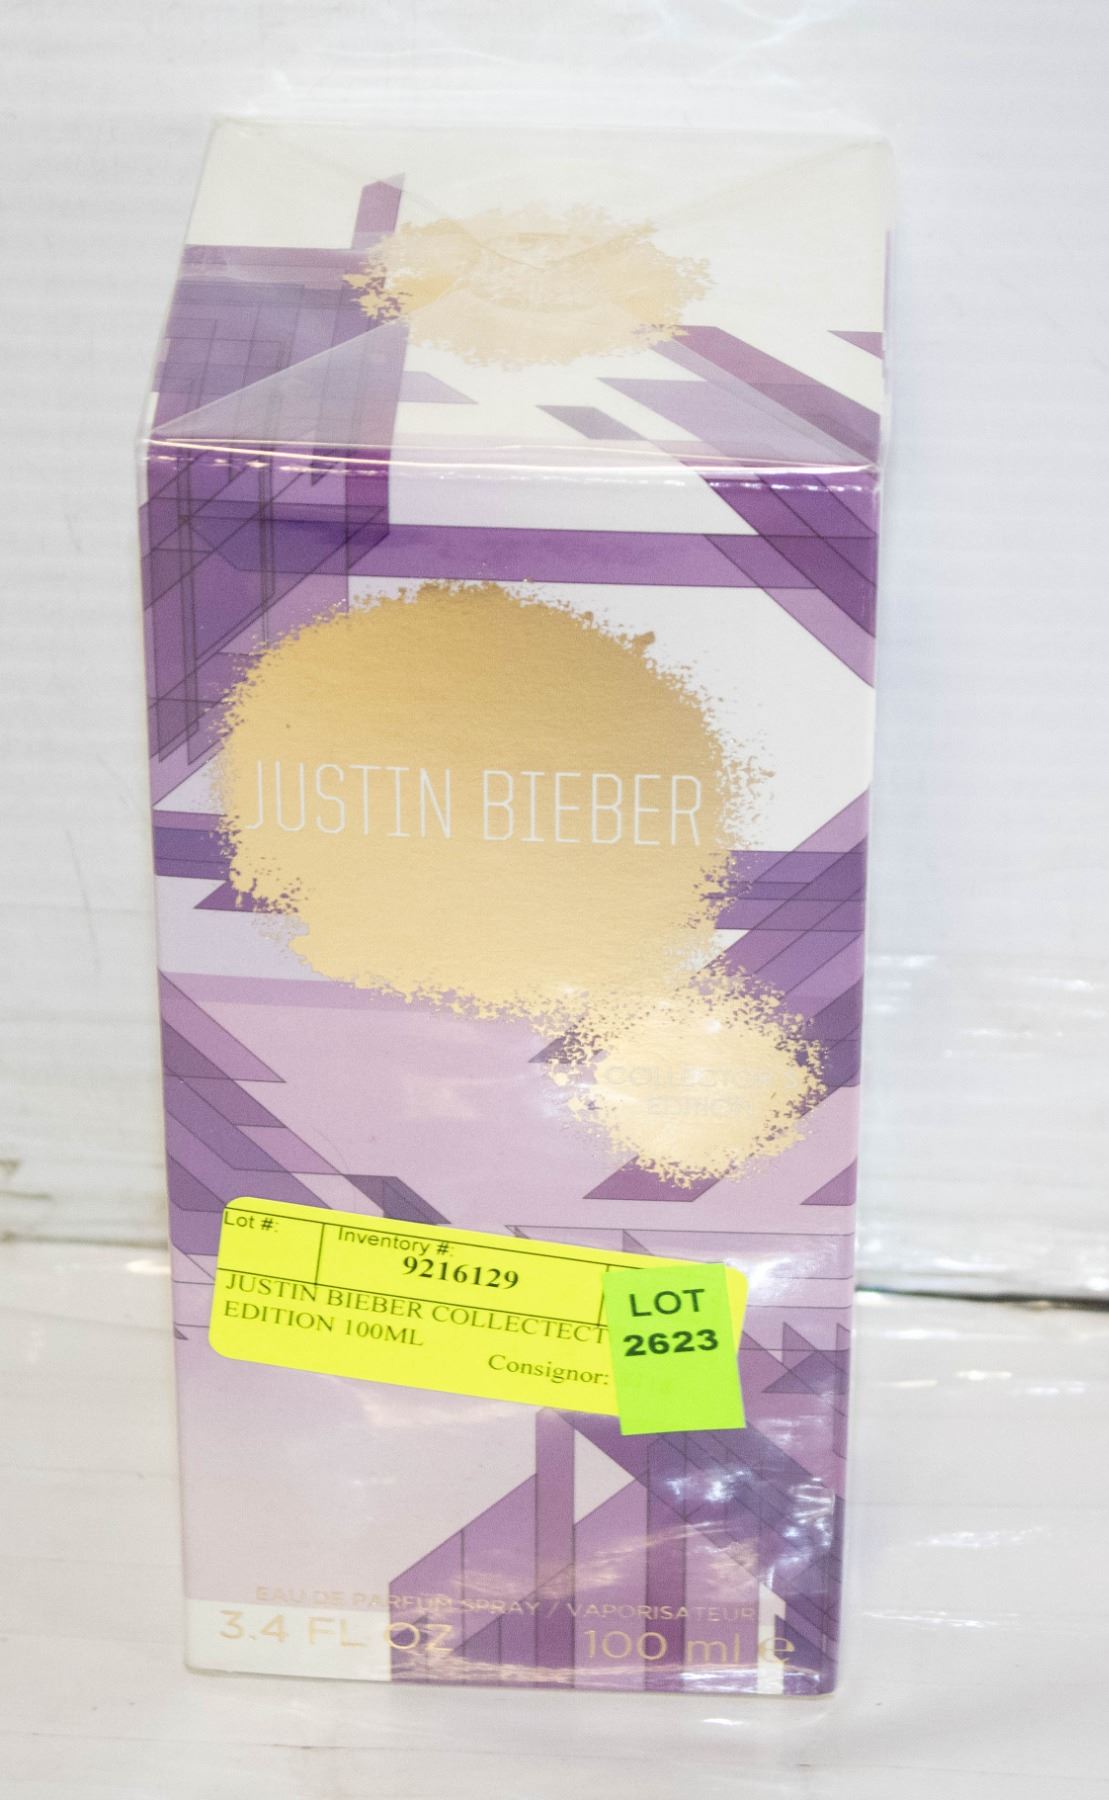 JUSTIN BIEBER
COLLECTOR'S
EDITION
Lot #:
Inventory #:
9216129
JUSTIN BIEBER COLLECTECT
EDITION 100ML
Consignor:
LOT
2623
EAU DE PARFUM SPRAY / VAPORISATEUR
3.4 FL OZ
100 ml e